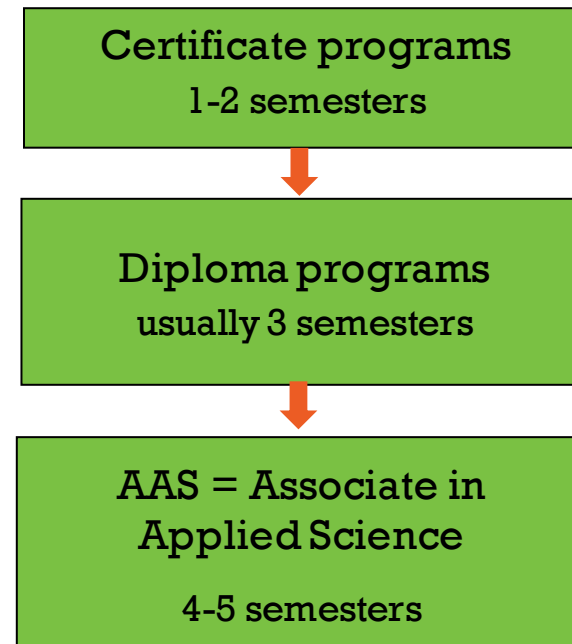 Certificate programs
1-2 semesters
Diploma programs
usually 3 semesters
AAS = Associate in
Applied Science
4-5 semesters